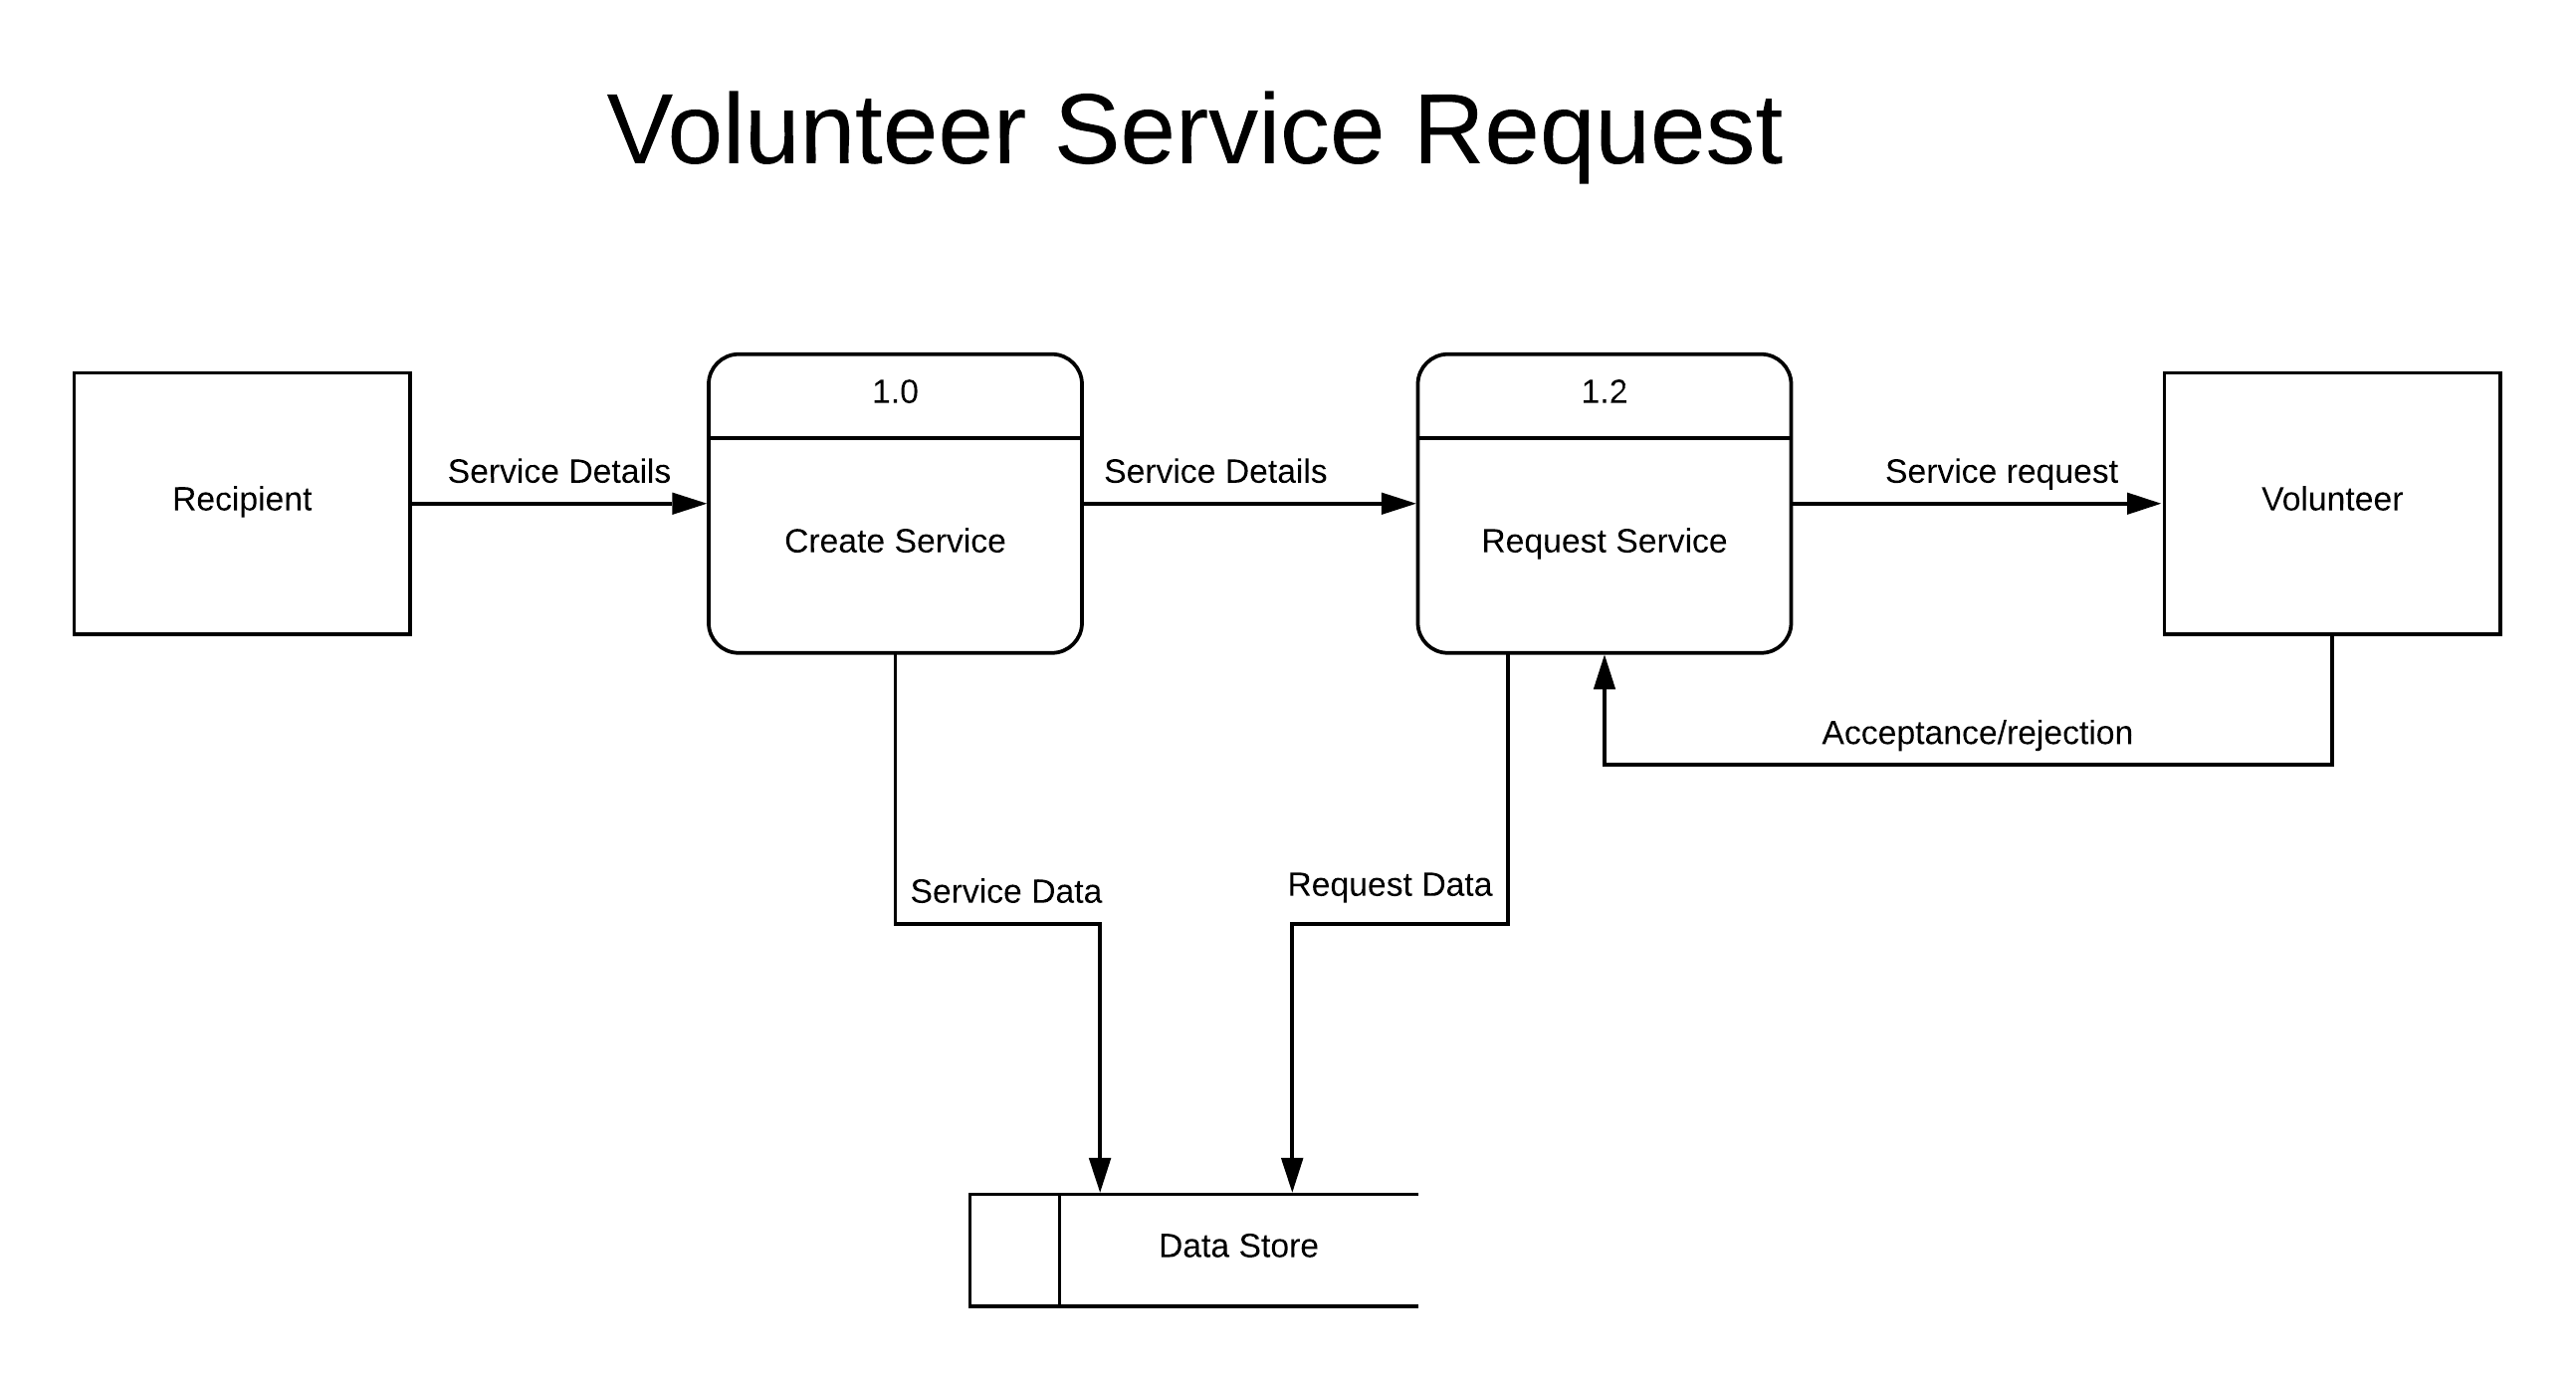 Volunteer Service Request
1.0
1.2
Recipient
Service Details
Create Service
Service Details
Request Service
Service request
Volunteer
Acceptance/rejection
Service Data
Request Data
Data Store